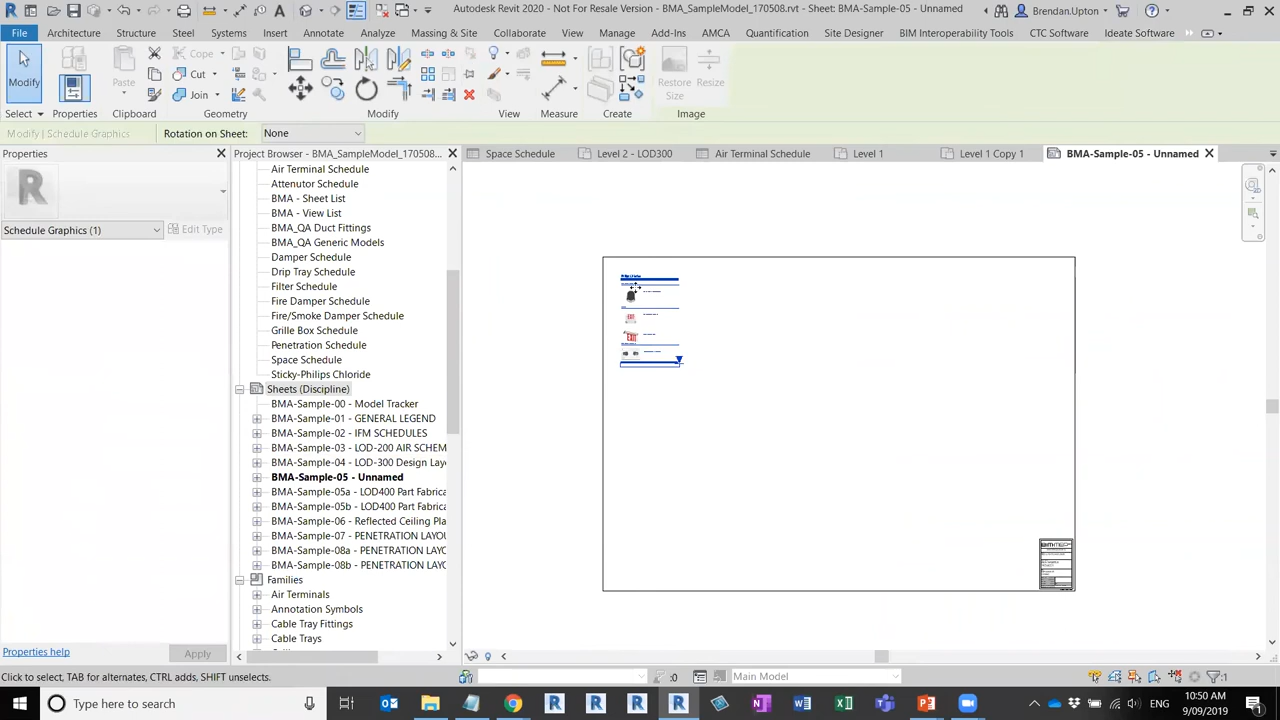 Autodesk Revit 2020 - Not For Resale Version - BMA_SampleModel_170508.rvt - Sheet: BMA-Sample-05 - Unnamed
Brendan.Upton
File Architecture Structure Steel Systems Insert Annotate Analyze Massing & Site Collaborate View Manage Add-Ins AMCA Quantification Site Designer BIM Interoperability Tools CTC Software Ideate Software
Modify
Paste
Cope
Cut
Join
Restore Size
Resize
Select Properties Clipboard Geometry Modify View Measure Create Image
Modify | Schedule Graphics Rotation on Sheet: None
Properties
Project Browser - BMA_SampleModel_170508...
Space Schedule Level 2 - LOD300 Air Terminal Schedule Level 1 Level 1 Copy 1 BMA-Sample-05 - Unnamed
Schedule Graphics (1)
Edit Type
Air Terminal Schedule
Attenutor Schedule
BMA - Sheet List
BMA - View List
BMA_QA Duct Fittings
BMA_QA Generic Models
Damper Schedule
Drip Tray Schedule
Filter Schedule
Fire Damper Schedule
Fire/Smoke Damper Schedule
Grille Box Schedule
Penetration Schedule
Space Schedule
Sticky-Philips Chloride
Sheets (Discipline)
BMA-Sample-00 - Model Tracker
BMA-Sample-01 - GENERAL LEGEND
BMA-Sample-02 - IFM SCHEDULES
BMA-Sample-03 - LOD-200 AIR SCHEM
BMA-Sample-04 - LOD-300 Design Lay
BMA-Sample-05 - Unnamed
BMA-Sample-05a - LOD400 Part Fabrica
BMA-Sample-05b - LOD400 Part Fabrica
BMA-Sample-06 - Reflected Ceiling Pla
BMA-Sample-07 - PENETRATION LAYOU
BMA-Sample-08a - PENETRATION LAYC
BMA-Sample-08b - PENETRATION LAYC
Families
Air Terminals
Annotation Symbols
Cable Tray Fittings
Cable Trays
EXIT
EXIT
Properties help
Apply
Click to select, TAB for alternates, CTRL adds, SHIFT unselects.
:0
Main Model
:1
Type here to search
ENG
10:50 AM
9/09/2019